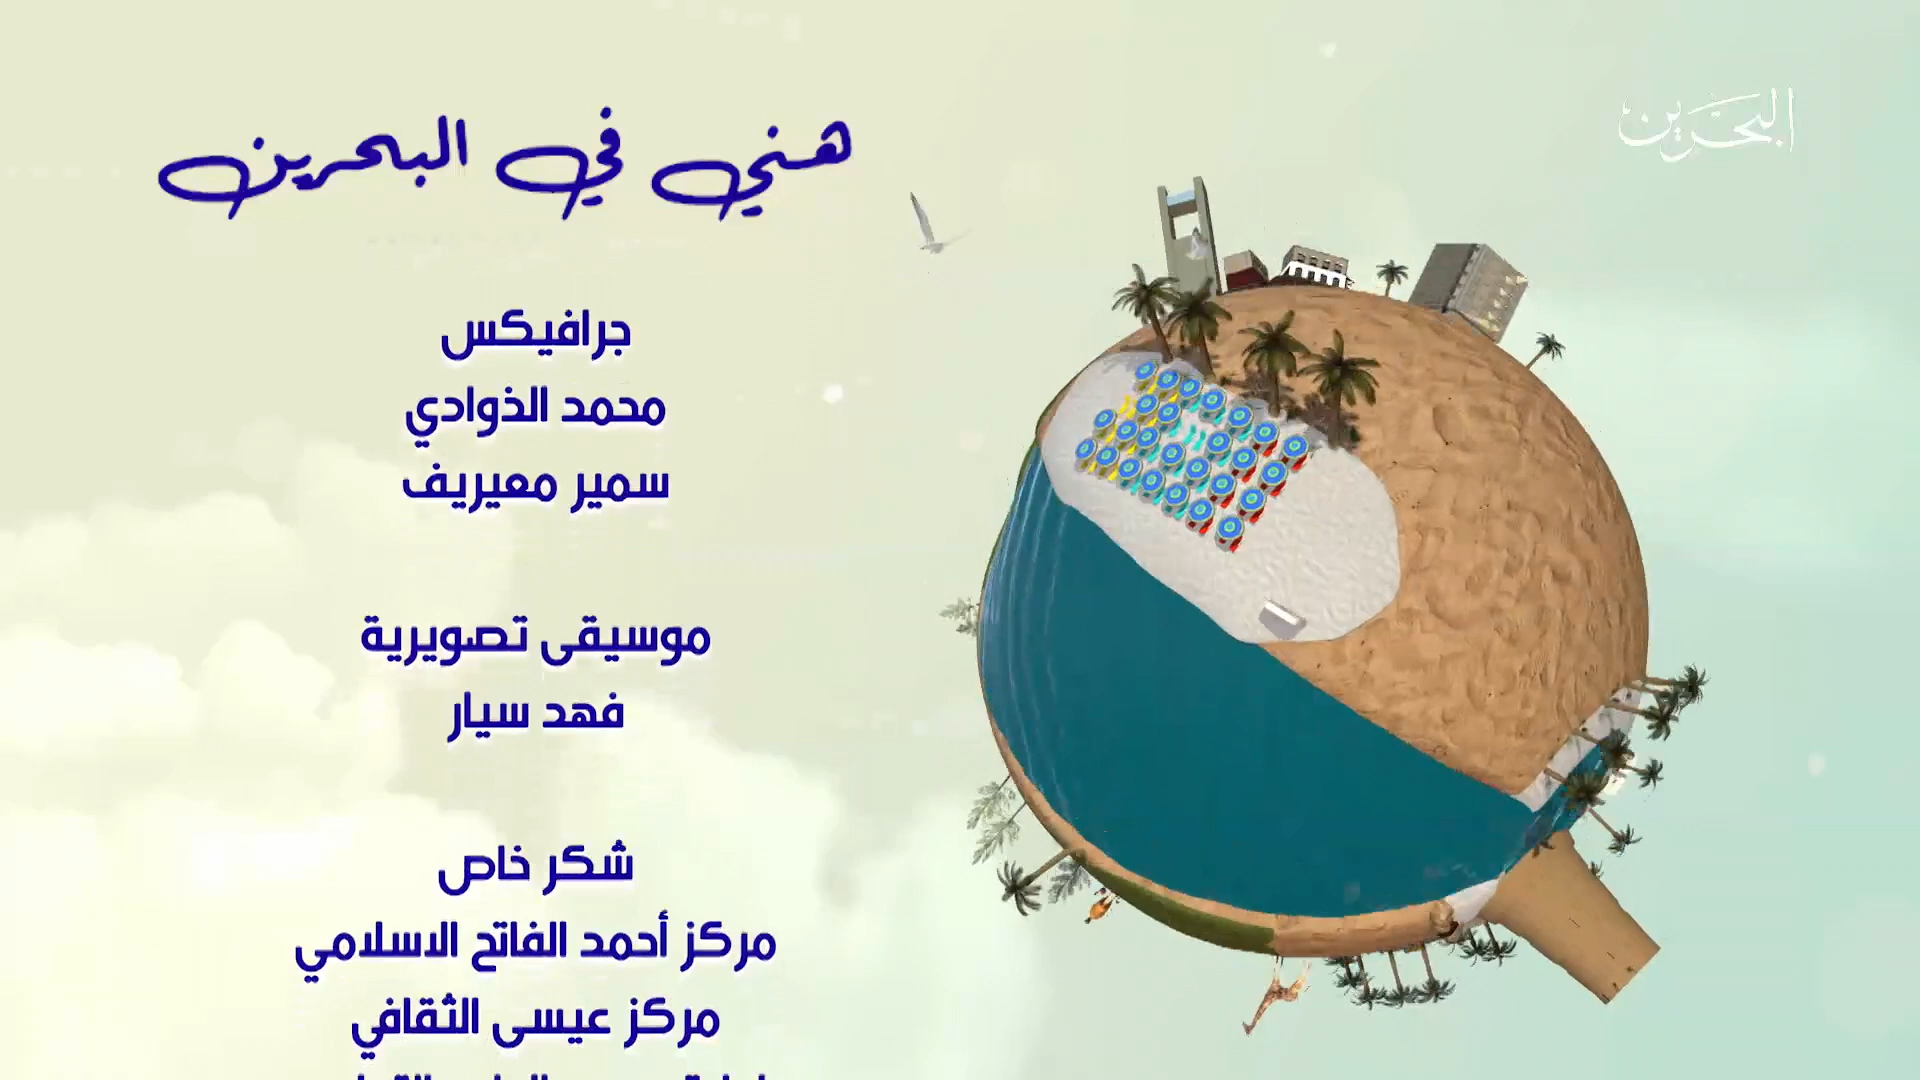 هني في البحرين
البحرين
جرافيكس
محمد الذوادي
سمير معيريف
موسيقى تصويرية
فهد سيار
شكر خاص
مركز أحمد الفاتح الاسلامي
مركز عيسى الثقافي